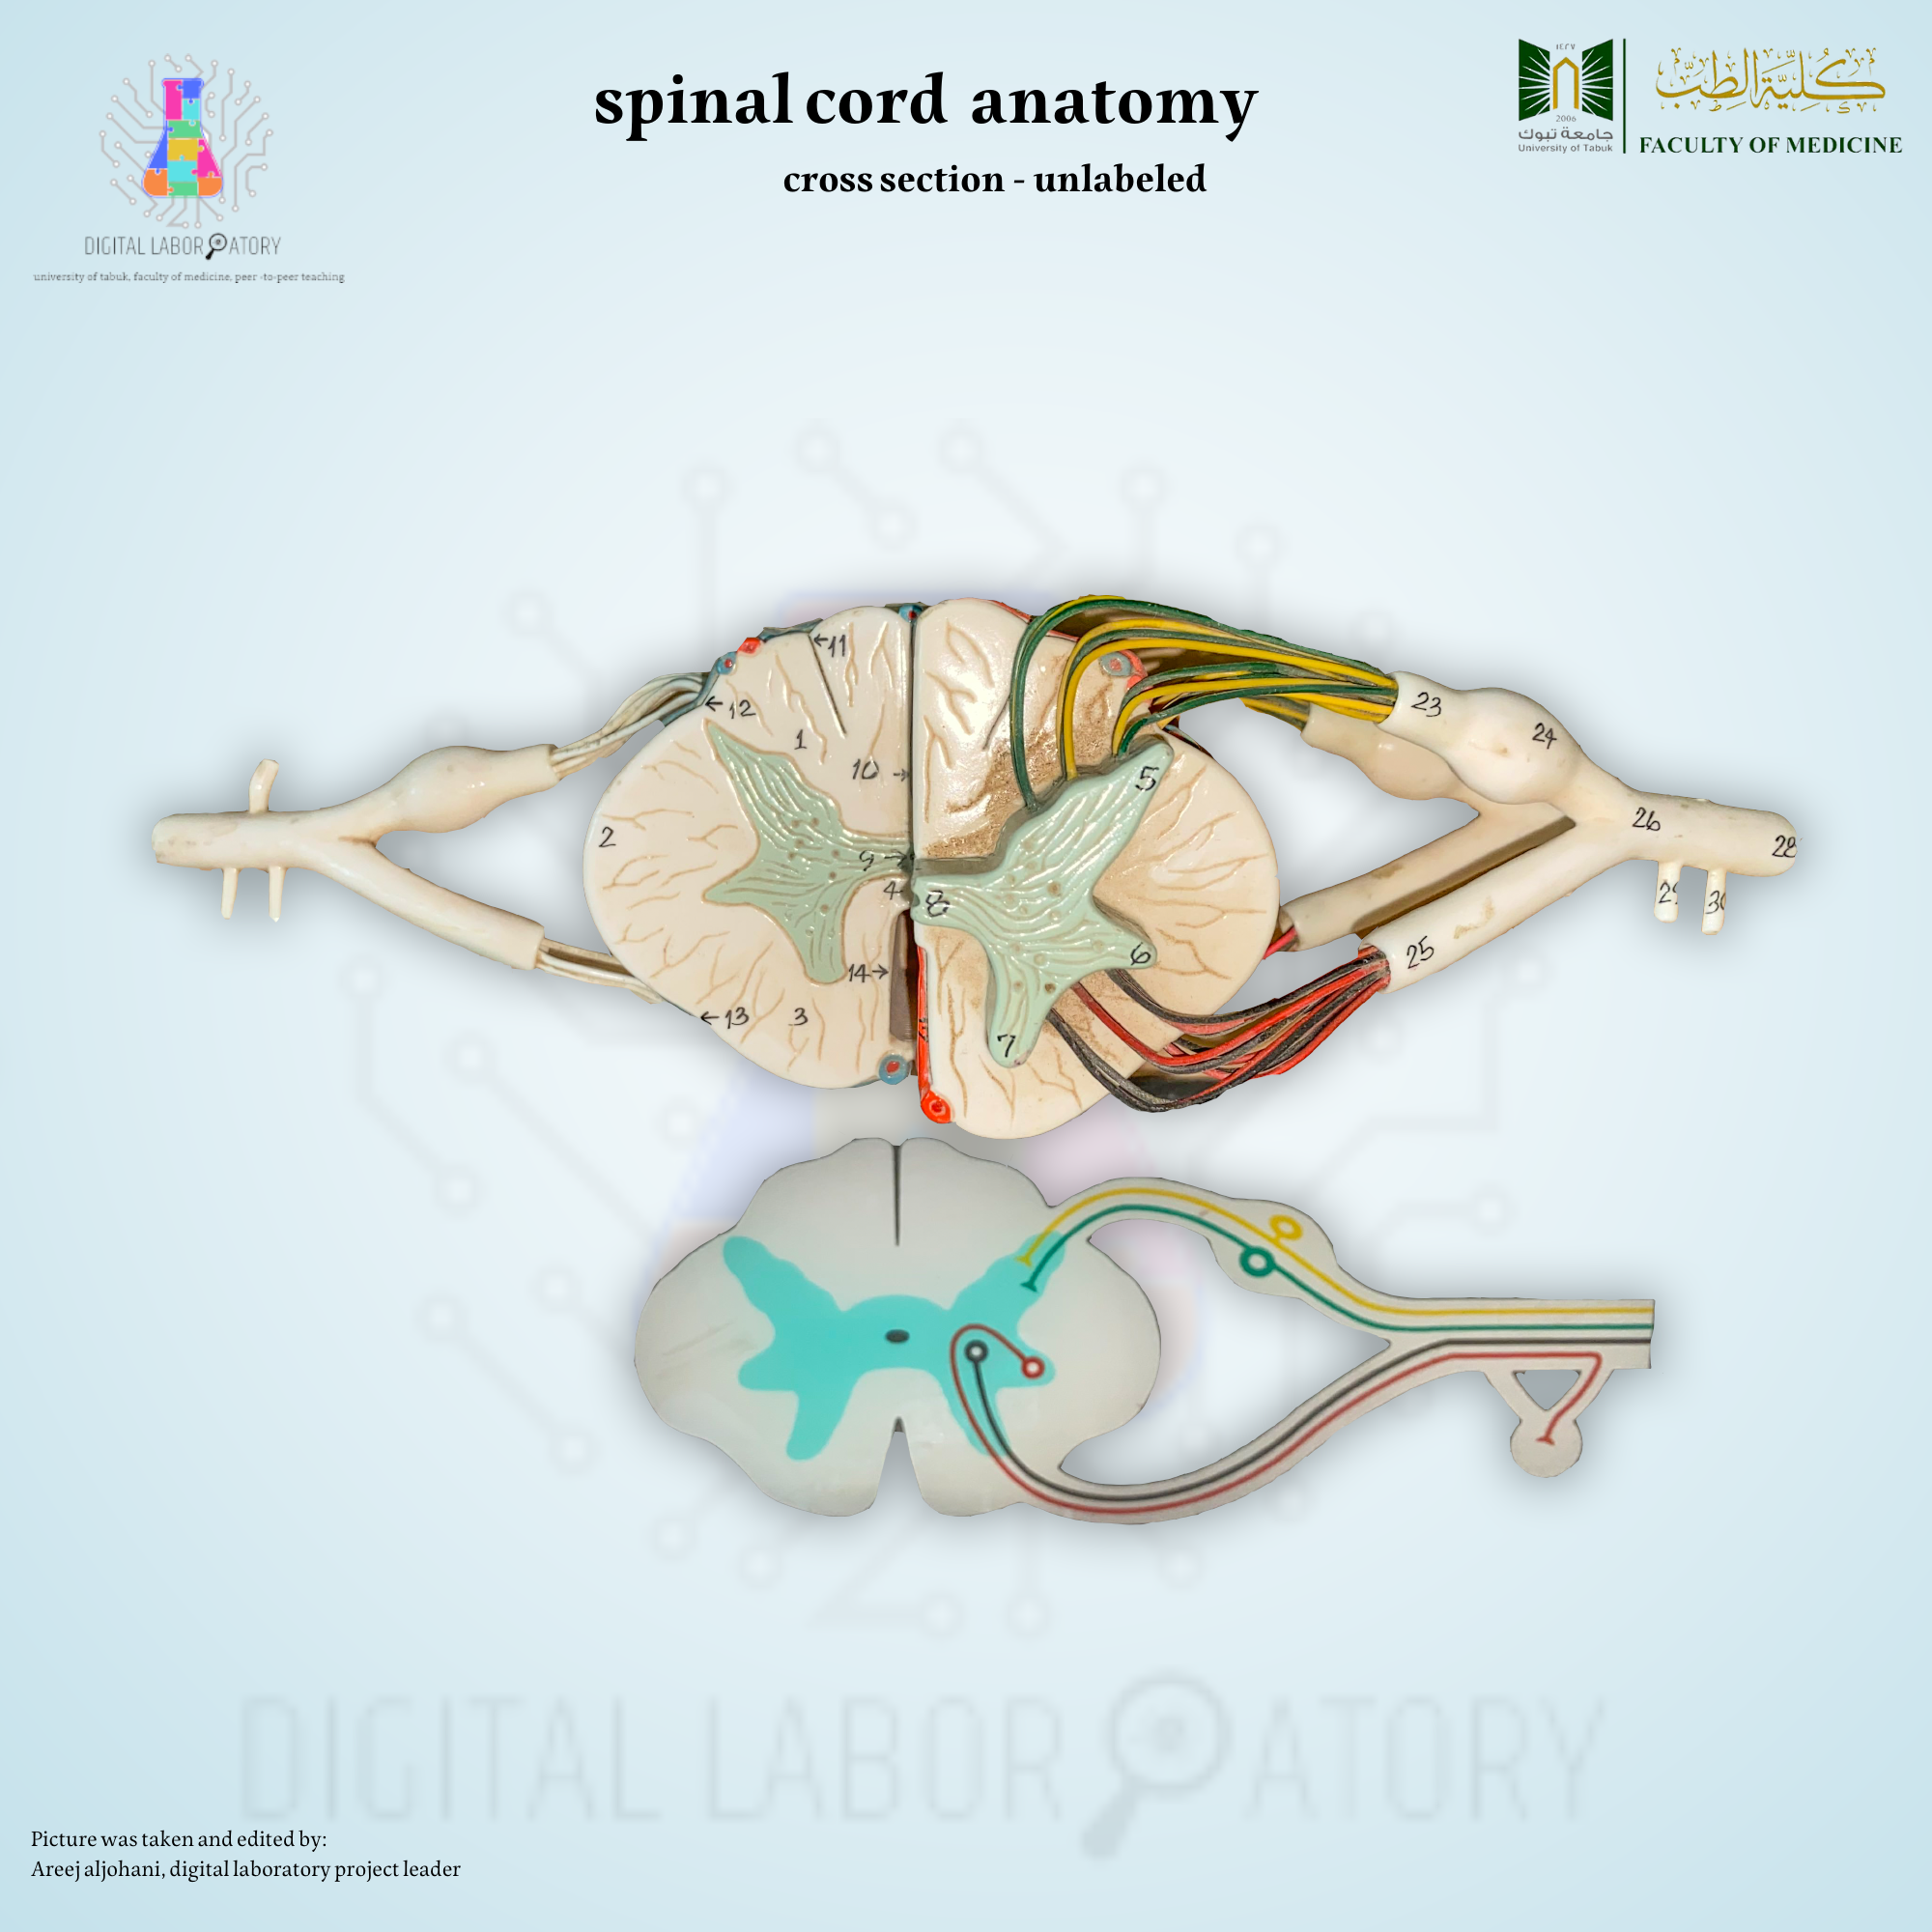 spinal cord anatomy
cross section - unlabeled
DIGITAL LABORATORY
university of tabuk, faculty of medicine, peer -to-peer teaching
١٤٢٧
2006
جامعة تبوك
University of Tabuk
كلية الطب
FACULTY OF MEDICINE
11
12
1
10
2
9
4
8
14
13
3
5
6
7
23
24
26
28
25
DIGITAL LABORATORY
Picture was taken and edited by:
Areej aljohani, digital laboratory project leader